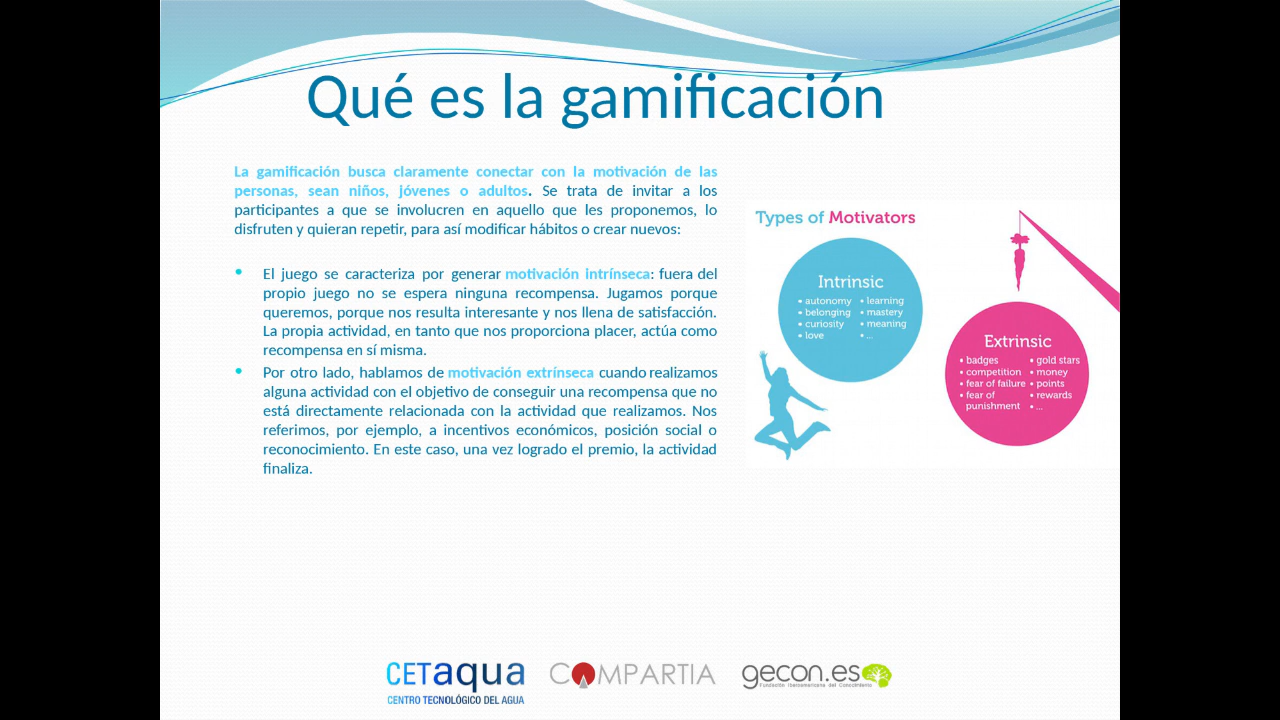 Qué es la gamificación
La gamificación busca claramente conectar con la motivación de las
personas, sean niños, jóvenes o adultos. Se trata de invitar a los
participantes a que se involucren en aquello que les proponemos, lo
disfruten y quieran repetir, para así modificar hábitos o crear nuevos:
• El juego se caracteriza por generar motivación intrínseca: fuera del
propio juego no se espera ninguna recompensa. Jugamos porque
queremos, porque nos resulta interesante y nos llena de satisfacción.
La propia actividad, en tanto que nos proporciona placer, actúa como
recompensa en sí misma.
• Por otro lado, hablamos de motivación extrínseca cuando realizamos
alguna actividad con el objetivo de conseguir una recompensa que no
está directamente relacionada con la actividad que realizamos. Nos
referimos, por ejemplo, a incentivos económicos, posición social o
reconocimiento. En este caso, una vez logrado el premio, la actividad
finaliza.
Types of Motivators
Intrinsic
• autonomy • learning
• belonging • mastery
• curiosity • meaning
• love • ...
Extrinsic
• badges • gold stars
• competition • money
• fear of failure • points
• fear of • rewards
punishment • ...
CETaqua
CENTRO TECNOLÓGICO DEL AGUA
COMPARTIA
gecon.es
Fundación Iberoamericana del Conocimiento